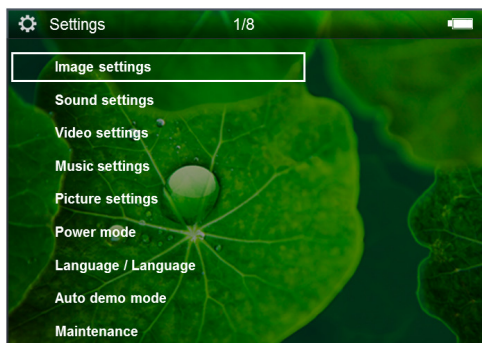 Settings 1/8
Image settings
Sound settings
Video settings
Music settings
Picture settings
Power mode
Language / Language
Auto demo mode
Maintenance